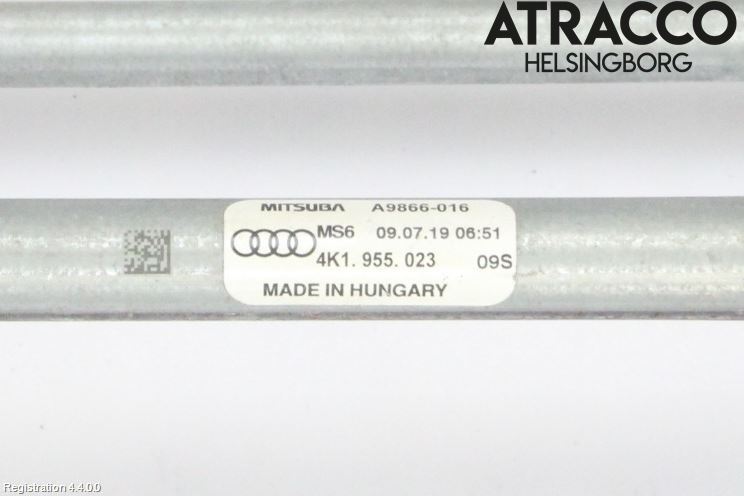 ATRACCO
HELSINGBORG
MITSUBA A9866-016
MS6 09.07.19 06:51
4K1. 955. 023 09S
MADE IN HUNGARY
Registration 4.4.0.0